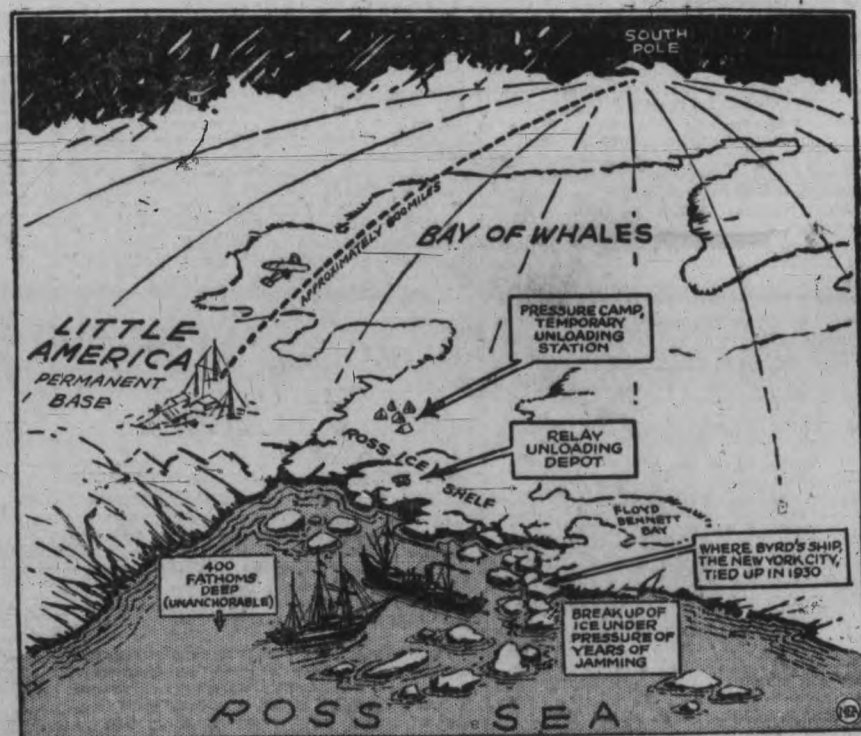 SOUTH
POLE
APPROXIMATELY 800 MILES
BAY OF WHALES
LITTLE
AMERICA
PERMANENT
BASE
PRESSURE CAMP,
TEMPORARY
UNLOADING
STATION
RELAY
UNLOADING
DEPOT
ROSS ICE SHELF
FLOYD
BENNETT
BAY
WHERE BYRD'S SHIP,
THE NEW YORK CITY,
TIED UP IN 1930
400
FATHOMS
DEEP
(UNANCHORABLE)
BREAK UP OF
ICE UNDER
PRESSURE OF
YEARS OF
JAMMING
ROSS SEA
NEA